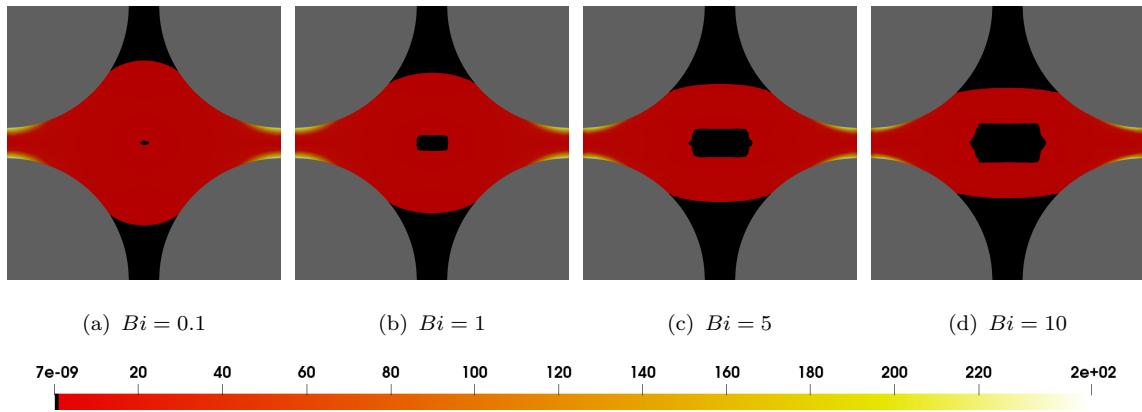 (a) Bi = 0.1 (b) Bi = 1 (c) Bi = 5 (d) Bi = 10
7e-09 20 40 60 80 100 120 140 160 180 200 220 2e+02